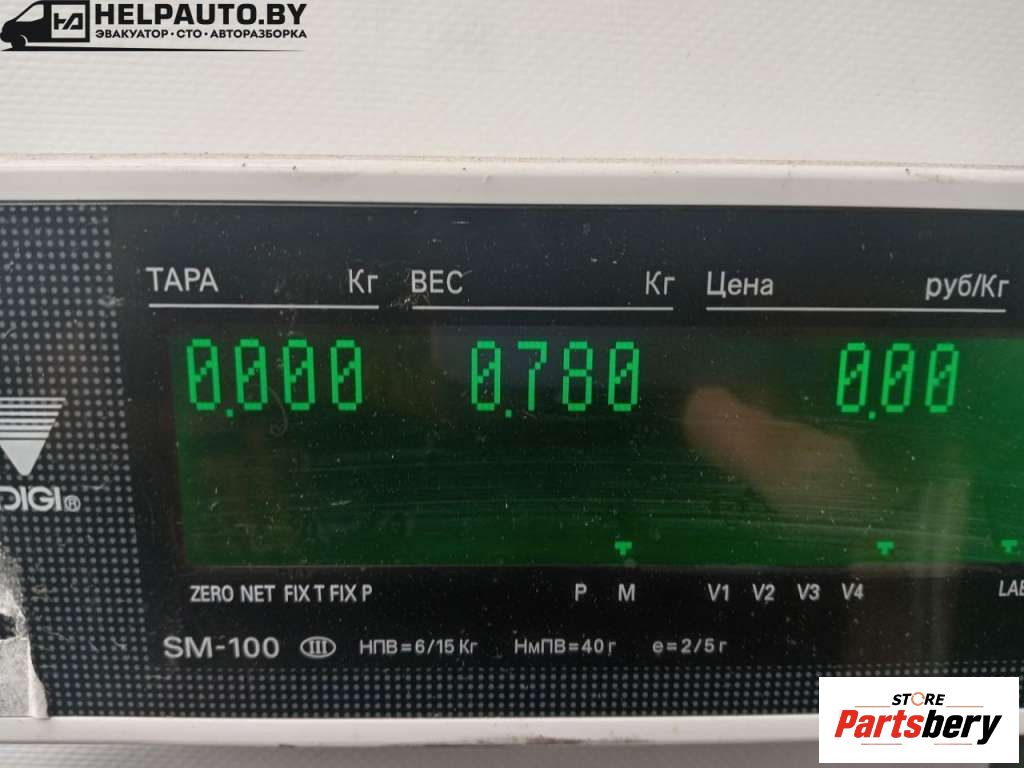 HELPAUTO.BY
ЭВАКУАТОР · СТО · АВТОРАЗБОРКА
ТАРА Кг ВЕС Кг Цена руб/Кг
0.000 0.780 0.00
DIGI®
ZERO NET FIX T FIX P P M V1 V2 V3 V4
SM-100 III НПВ=6/15 Кг НмПВ=40 г e=2/5 г
STORE
Partsbery